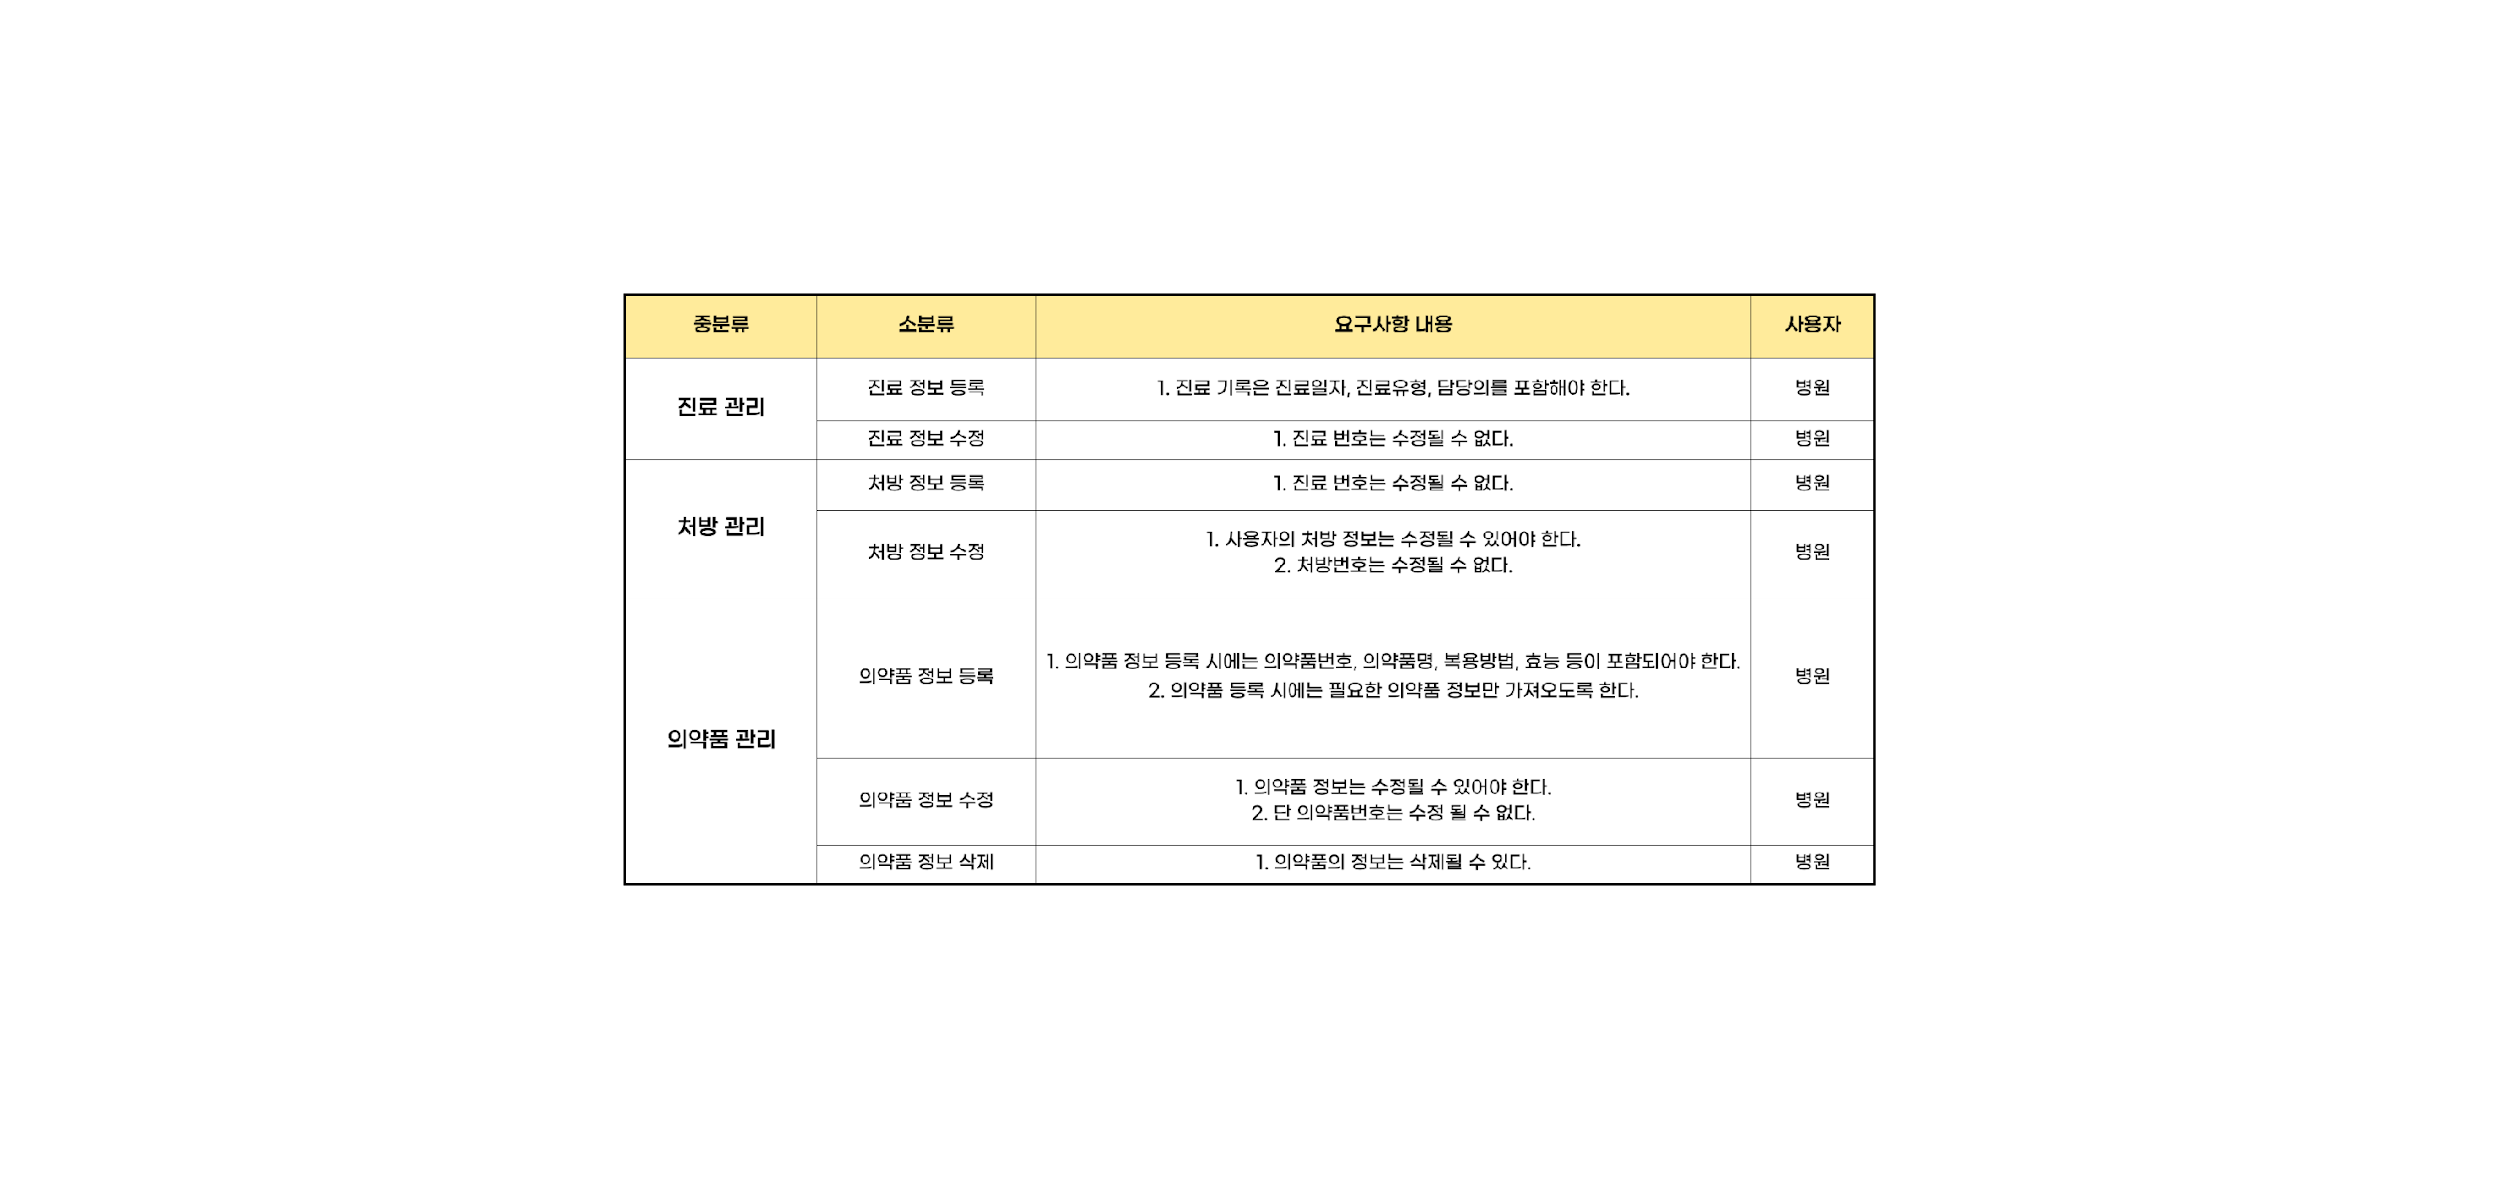 중분류 소분류 요구사항 내용 사용자
진료 관리
진료 정보 등록 1. 진료 기록은 진료일자, 진료유형, 담당의를 포함해야 한다. 병원
진료 정보 수정 1. 진료 번호는 수정될 수 없다. 병원
처방 관리
처방 정보 등록 1. 진료 번호는 수정될 수 없다. 병원
처방 정보 수정 1. 사용자의 처방 정보는 수정될 수 있어야 한다.
2. 처방번호는 수정될 수 없다. 병원
의약품 관리
의약품 정보 등록 1. 의약품 정보 등록 시에는 의약품번호, 의약품명, 복용방법, 효능 등이 포함되어야 한다.
2. 의약품 등록 시에는 필요한 의약품 정보만 가져오도록 한다. 병원
의약품 정보 수정 1. 의약품 정보는 수정될 수 있어야 한다.
2. 단 의약품번호는 수정 될 수 없다. 병원
의약품 정보 삭제 1. 의약품의 정보는 삭제될 수 있다. 병원